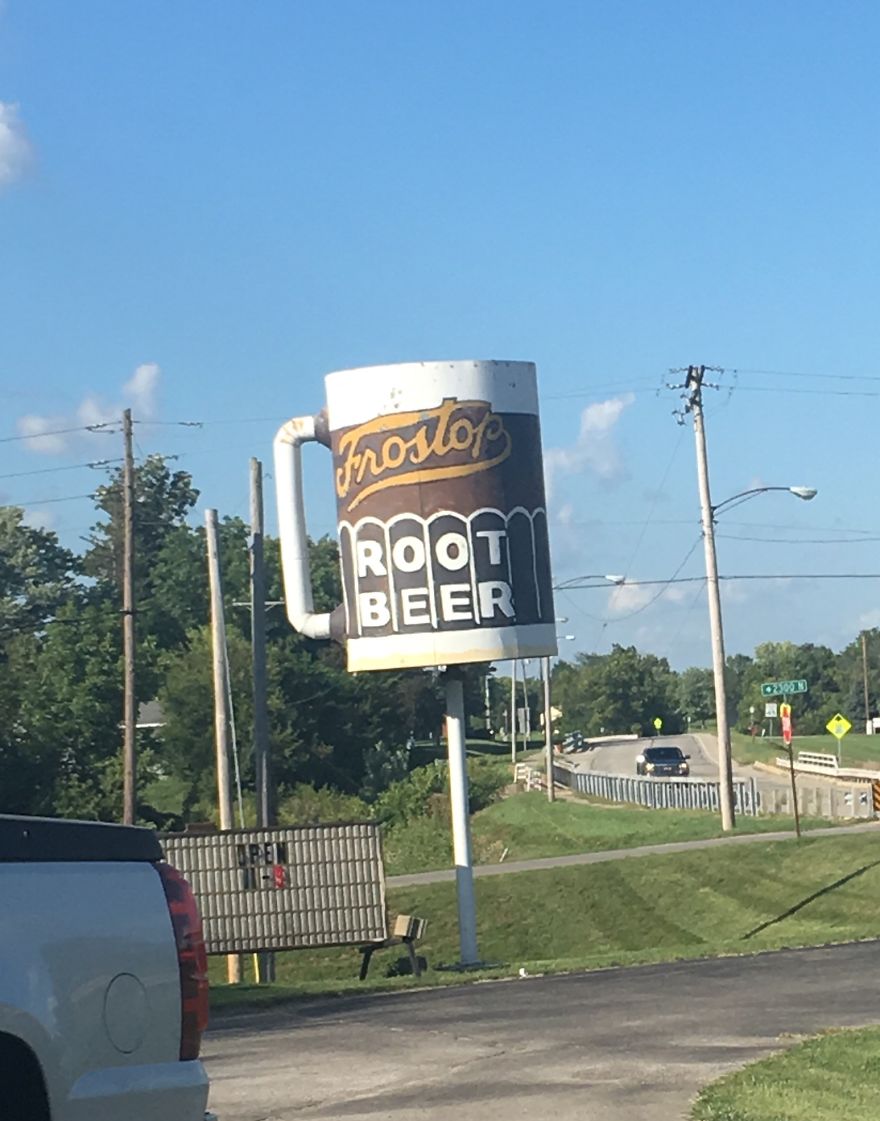 Frostop
ROOT
BEER
2300 N
OPEN